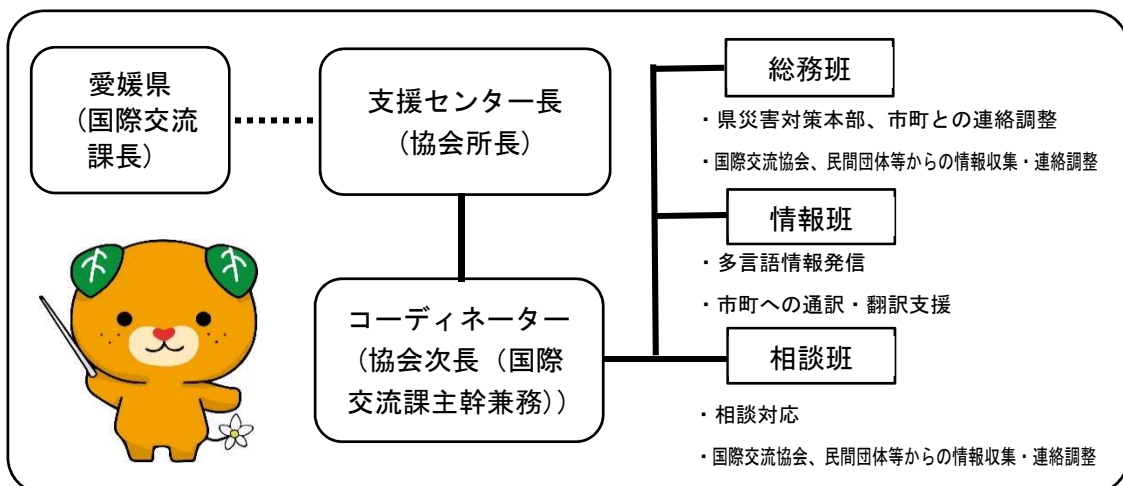 愛媛県
（国際交流
課長）
支援センター長
（協会所長）
コーディネーター
（協会次長（国際
交流課主幹兼務））
総務班
・県災害対策本部、市町との連絡調整
・国際交流協会、民間団体等からの情報収集・連絡調整
情報班
・多言語情報発信
・市町への通訳・翻訳支援
相談班
・相談対応
・国際交流協会、民間団体等からの情報収集・連絡調整